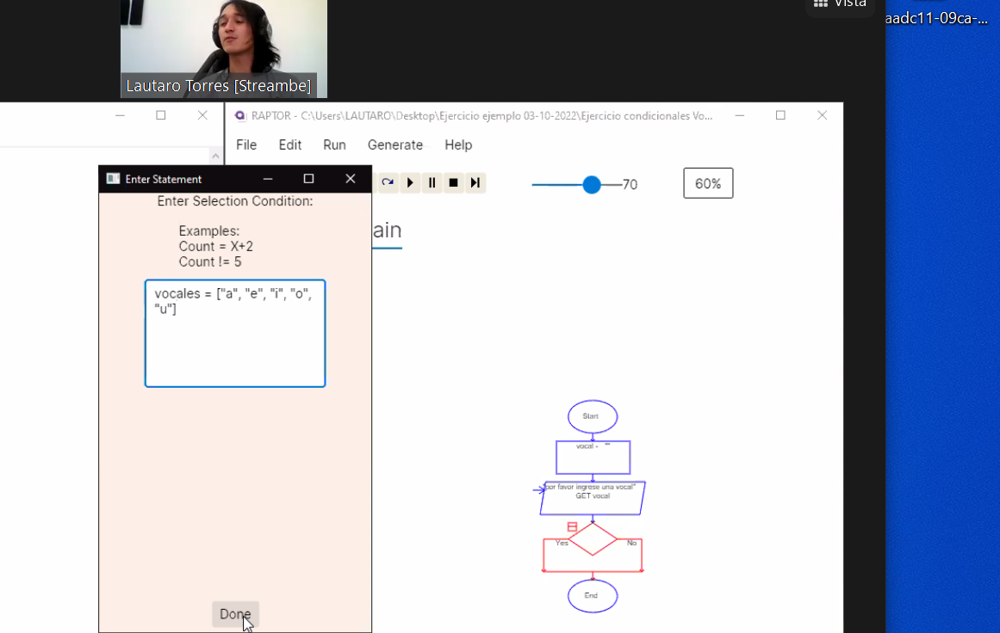 Vista
aadc11-09ca-...
Lautaro Torres [Streambe]
RAPTOR - C:\Users\LAUTARO\Desktop\Ejercicio ejemplo 03-10-2022\Ejercicio condicionales Vo...
File Edit Run Generate Help
Enter Statement
70
60%
Enter Selection Condition:
ain
Examples:
Count = X+2
Count != 5
vocales = ["a", "e", "i", "o",
"u"]
Start
vocal - ""
"por favor ingrese una vocal"
GET vocal
Yes No
End
Done